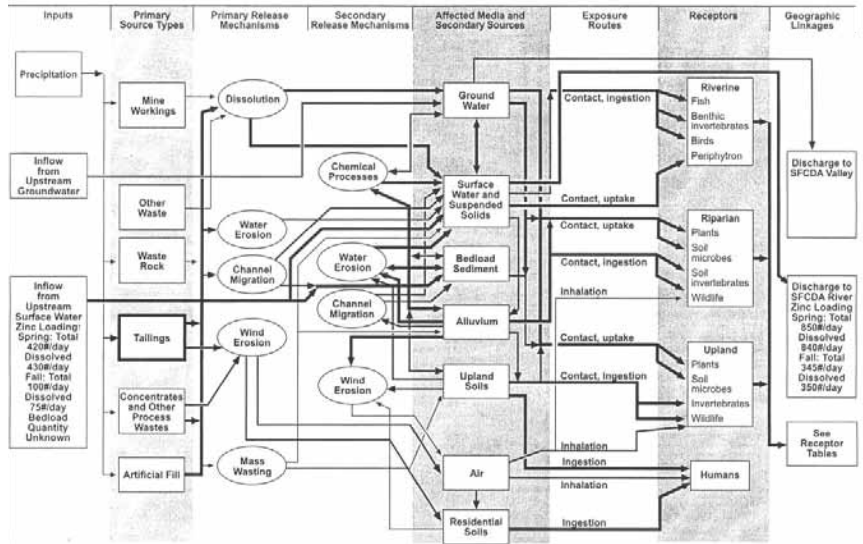 Inputs
Primary
Source Types
Primary Release
Mechanisms
Secondary
Release Mechanisms
Affected Media and
Secondary Sources
Exposure
Routes
Receptors
Geographic
Linkages
Precipitation
Inflow
from
Upstream
Groundwater
Inflow
from
Upstream
Surface Water
Zinc Loading:
Spring: Total
420#/day
Dissolved
430#/day
Fall: Total
100#/day
Dissolved
75#/day
Bedload
Quantity
Unknown
Mine
Workings
Other
Waste
Waste
Rock
Tailings
Concentrates
and Other
Process
Wastes
Artificial Fill
Dissolution
Water
Erosion
Channel
Migration
Wind
Erosion
Mass
Wasting
Chemical
Processes
Water
Erosion
Channel
Migration
Wind
Erosion
Ground
Water
Surface
Water and
Suspended
Solids
Bedload
Sediment
Alluvium
Upland
Soils
Air
Residential
Soils
Contact, ingestion
Contact, uptake
Contact, uptake
Contact, ingestion
Inhalation
Contact, uptake
Contact, Ingestion
Inhalation
Ingestion
Inhalation
Ingestion
Riverine
Fish
Benthic
invertebrates
Birds
Periphytron
Riparian
Plants
Soil
microbes
Soil
invertebrates
Wildlife
Upland
Plants
Soil
microbes
Invertebrates
Wildlife
Humans
Discharge to
SFCDA Valley
Discharge to
SFCDA River
Zinc Loading
Spring: Total
850#/day
Dissolved
840#/day
Fall: Total
345#/day
Dissolved
350#/day
See
Receptor
Tables